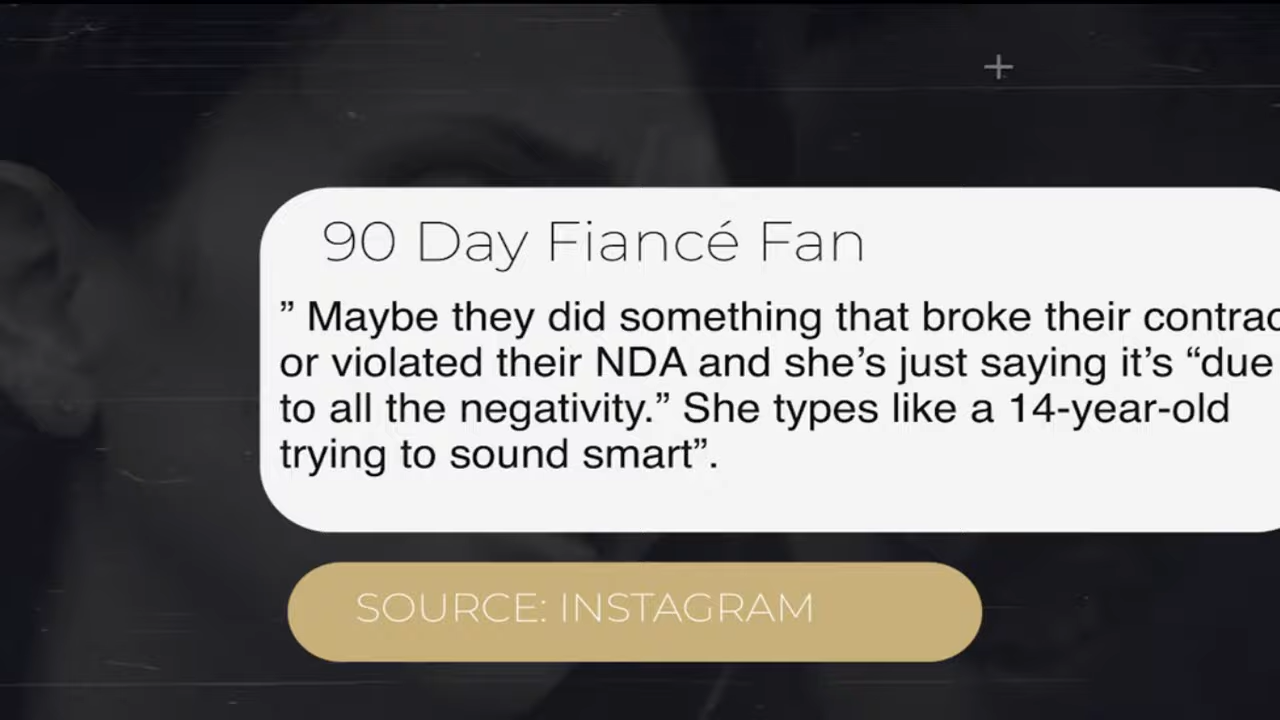 90 Day Fiancé Fan
” Maybe they did something that broke their contrac
or violated their NDA and she’s just saying it’s “due
to all the negativity.” She types like a 14-year-old
trying to sound smart”.
SOURCE: INSTAGRAM